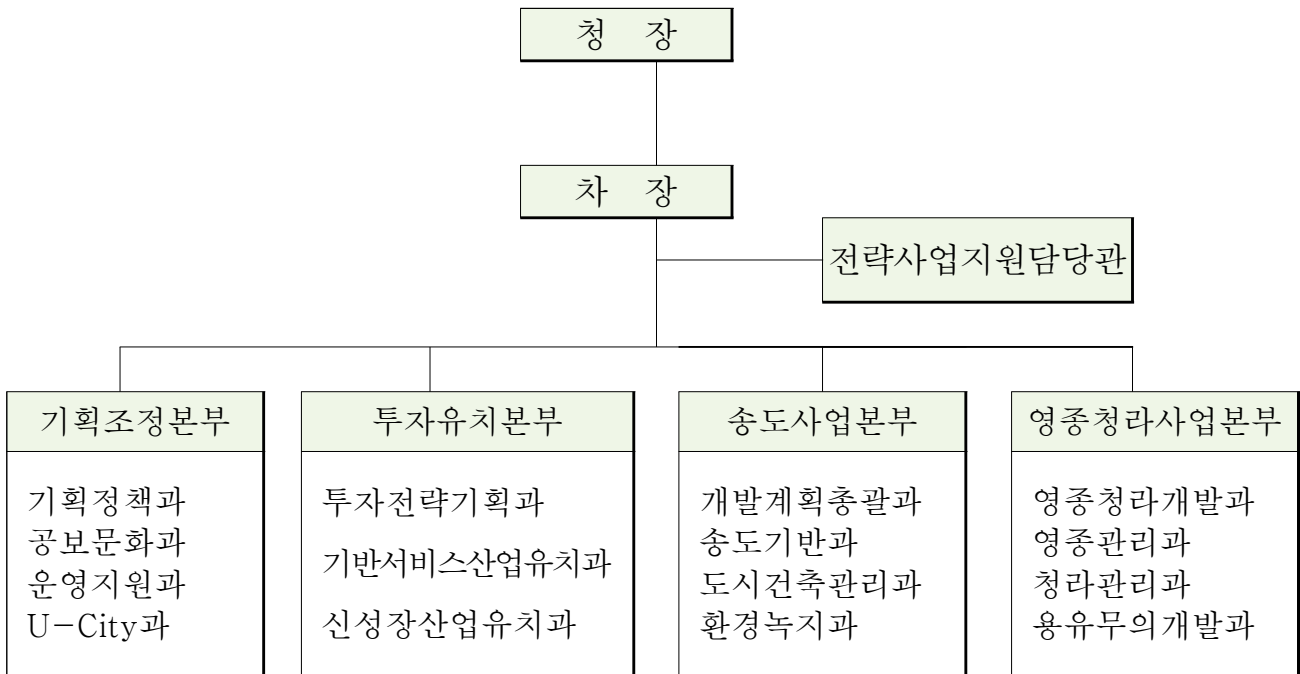 청 장
차 장
전략사업지원담당관
기획조정본부
기획정책과
공보문화과
운영지원과
U-City과
투자유치본부
투자전략기획과
기반서비스산업유치과
신성장산업유치과
송도사업본부
개발계획총괄과
송도기반과
도시건축관리과
환경녹지과
영종청라사업본부
영종청라개발과
영종관리과
청라관리과
용유무의개발과